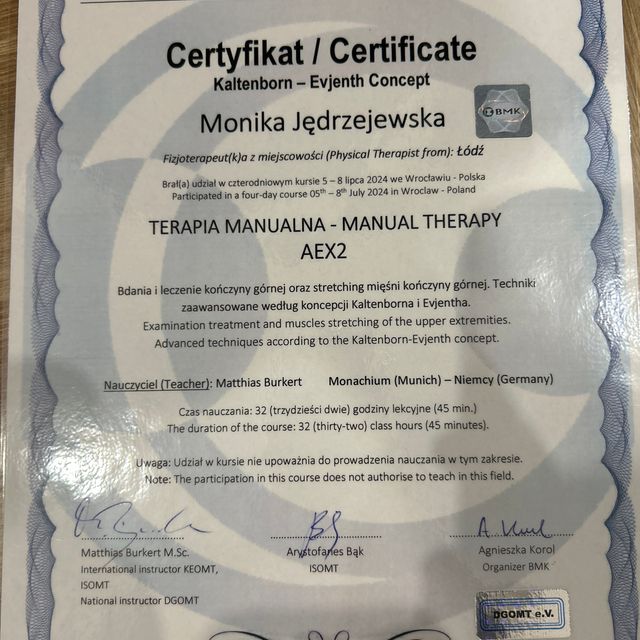 Certyfikat / Certificate
Kaltenborn – Evjenth Concept
BMK
Monika Jędrzejewska
Fizjoterapeut(k)a z miejscowości (Physical Therapist from): Łódź
Brał(a) udział w czterodniowym kursie 5 – 8 lipca 2024 we Wrocławiu - Polska
Participated in a four-day course 05th – 8th July 2024 in Wroclaw - Poland
TERAPIA MANUALNA - MANUAL THERAPY
AEX2
Bdania i leczenie kończyny górnej oraz stretching mięśni kończyny górnej. Techniki
zaawansowane według koncepcji Kaltenborna i Evjentha.
Examination treatment and muscles stretching of the upper extremities.
Advanced techniques according to the Kaltenborn-Evjenth concept.
Nauczyciel (Teacher): Matthias Burkert Monachium (Munich) – Niemcy (Germany)
Czas nauczania: 32 (trzydzieści dwie) godziny lekcyjne (45 min.)
The duration of the course: 32 (thirty-two) class hours (45 minutes).
Uwaga: Udział w kursie nie upoważnia do prowadzenia nauczania w tym zakresie.
Note: The participation in this course does not authorise to teach in this field.
Matthias Burkert M.Sc. Arystofanes Bąk Agnieszka Korol
International instructor KEOMT, ISOMT Organizer BMK
ISOMT
National instructor DGOMT
DGOMT e.V.